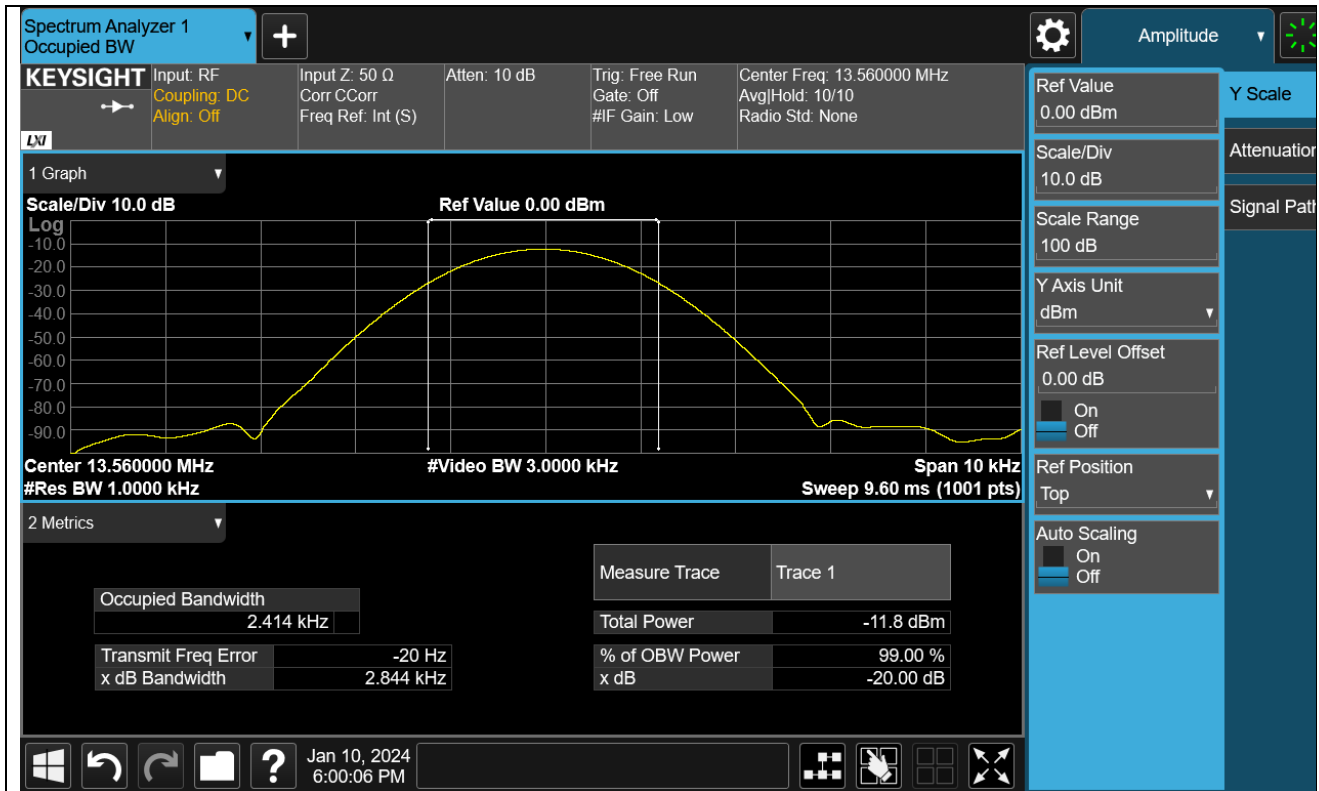 Spectrum Analyzer 1
Occupied BW
Amplitude
KEYSIGHT
LXI
Input: RF
Coupling: DC
Align: Off
Input Z: 50 Ω
Corr CCorr
Freq Ref: Int (S)
Atten: 10 dB
Trig: Free Run
Gate: Off
#IF Gain: Low
Center Freq: 13.560000 MHz
Avg|Hold: 10/10
Radio Std: None
1 Graph
Scale/Div 10.0 dB
Ref Value 0.00 dBm
Log
-10.0
-20.0
-30.0
-40.0
-50.0
-60.0
-70.0
-80.0
-90.0
Center 13.560000 MHz
#Video BW 3.0000 kHz
Span 10 kHz
#Res BW 1.0000 kHz
Sweep 9.60 ms (1001 pts)
2 Metrics
Measure Trace
Trace 1
Occupied Bandwidth
2.414 kHz
Total Power
-11.8 dBm
Transmit Freq Error
-20 Hz
% of OBW Power
99.00 %
x dB Bandwidth
2.844 kHz
x dB
-20.00 dB
Ref Value
0.00 dBm
Scale/Div
10.0 dB
Scale Range
100 dB
Y Axis Unit
dBm
Ref Level Offset
0.00 dB
On
Off
Ref Position
Top
Auto Scaling
On
Off
Y Scale
Attenuation
Signal Path
?
Jan 10, 2024
6:00:06 PM